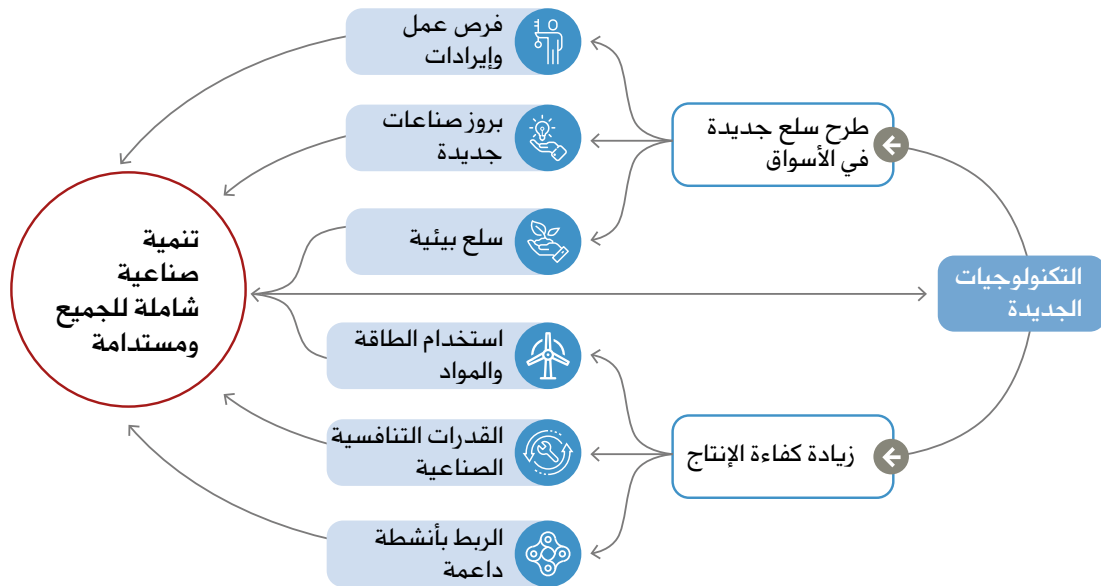 التكنولوجيات
الجديدة
طرح سلع جديدة
في الأسواق
زيادة كفاءة الإنتاج
فرص عمل
وإيرادات
بروز صناعات
جديدة
سلع بيئية
استخدام الطاقة
والمواد
القدرات التنافسية
الصناعية
الربط بأنشطة
داعمة
تنمية
صناعية
شاملة للجميع
ومستدامة